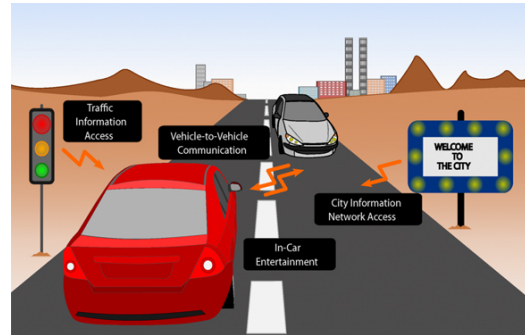 Traffic
Information
Access
Vehicle-to-Vehicle
Communication
WELCOME
TO
THE CITY
City Information
Network Access
In-Car
Entertainment